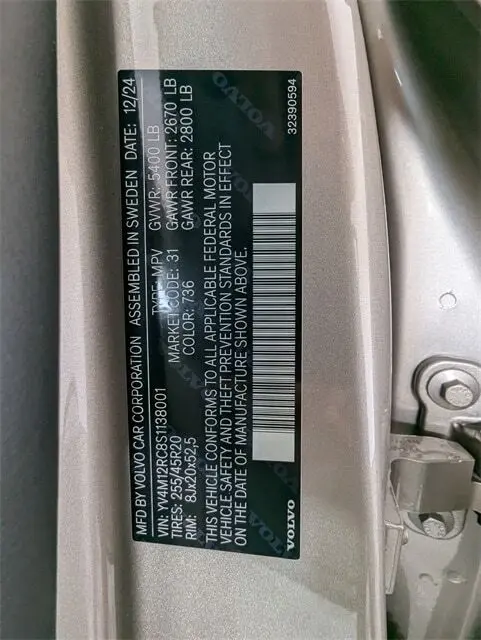 MFD BY VOLVO CAR CORPORATION ASSEMBLED IN SWEDEN DATE: 12/24
VIN: YV4M12RC8S1138001 TYPE: MPV GVWR: 5400 LB
TIRES: 255/45R20 MARKET CODE: 31 GAWR FRONT: 2670 LB
RIM: 8Jx20x52,5 COLOR: 736 GAWR REAR: 2800 LB
THIS VEHICLE CONFORMS TO ALL APPLICABLE FEDERAL MOTOR
VEHICLE SAFETY AND THEFT PREVENTION STANDARDS IN EFFECT
ON THE DATE OF MANUFACTURE SHOWN ABOVE.
VOLVO 32390594